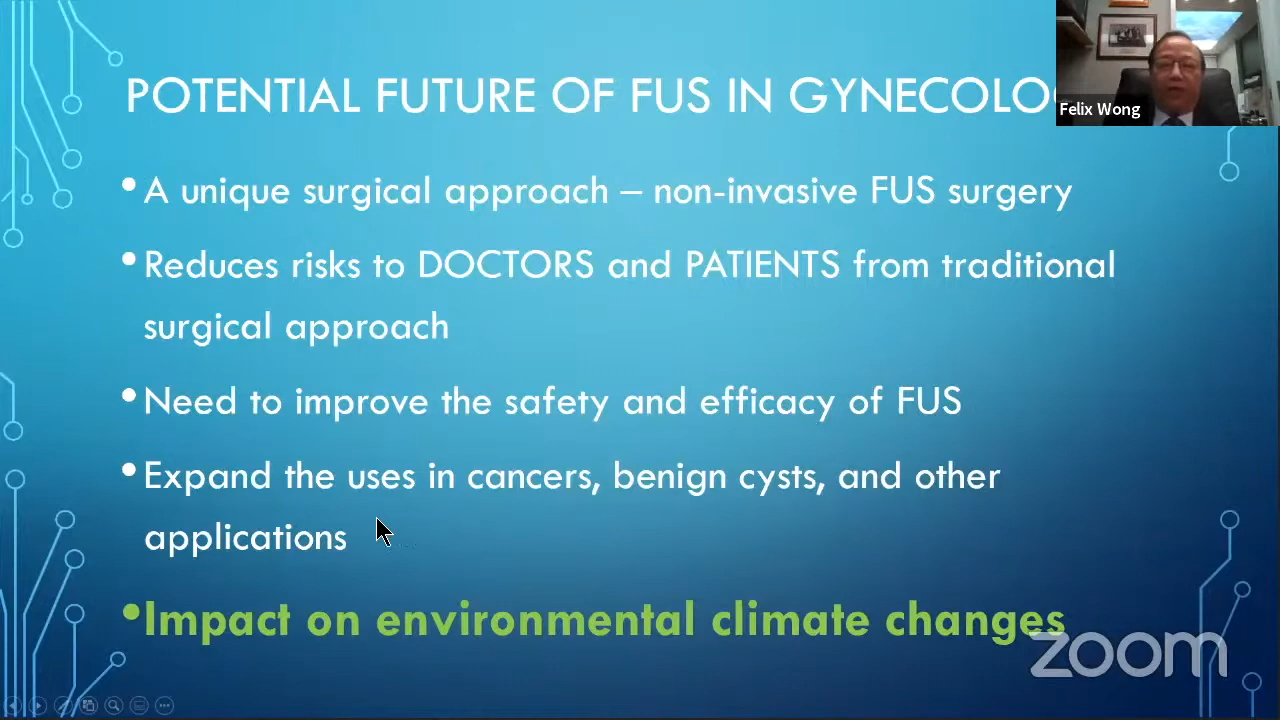 POTENTIAL FUTURE OF FUS IN GYNECOLO
Felix Wong
• A unique surgical approach – non-invasive FUS surgery
• Reduces risks to DOCTORS and PATIENTS from traditional
surgical approach
• Need to improve the safety and efficacy of FUS
• Expand the uses in cancers, benign cysts, and other
applications
• Impact on environmental climate changes
zoom